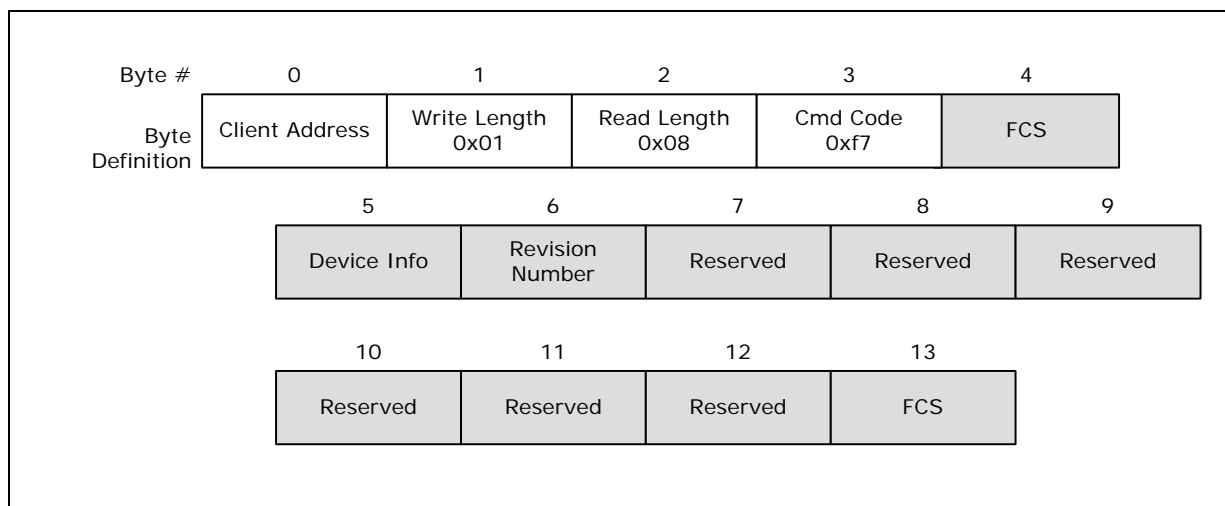 Byte # 0 1 2 3 4
Byte Definition
Client Address
Write Length
0x01
Read Length
0x08
Cmd Code
0xf7
FCS
5 6 7 8 9
Device Info
Revision
Number
Reserved
Reserved
Reserved
10 11 12 13
Reserved
Reserved
Reserved
FCS